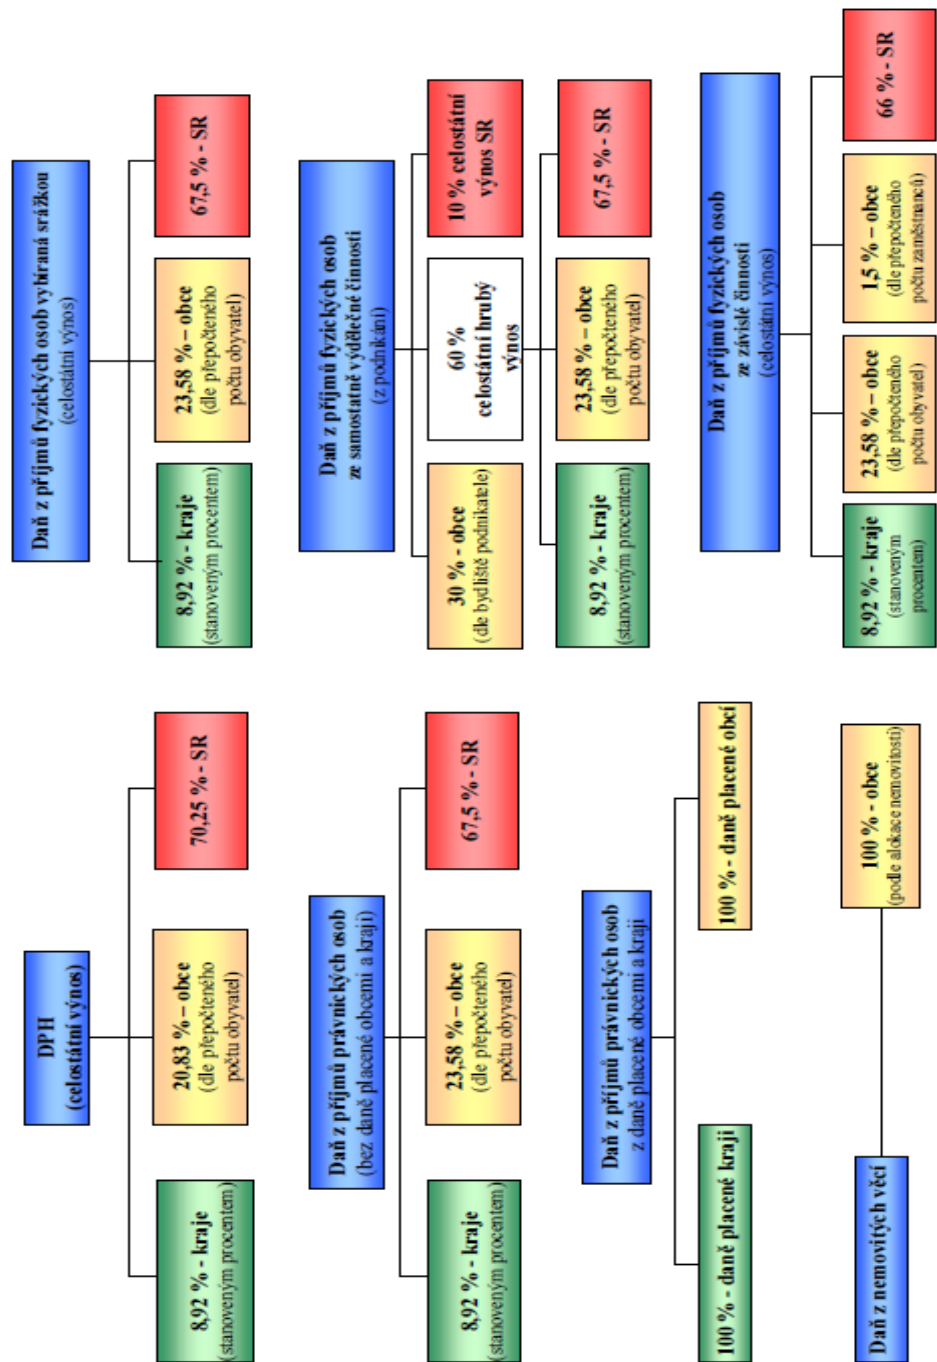 DPH
(celostátní výnos)
8,92 % - kraje
(stanoveným procentem)
20,83 % – obce
(dle přepočteného
počtu obyvatel)
70,25 % - SR
Daň z příjmů právnických osob
(bez daně placené obcemi a kraji)
8,92 % - kraje
(stanoveným procentem)
23,58 % – obce
(dle přepočteného
počtu obyvatel)
67,5 % - SR
Daň z příjmů právnických osob
z daně placené obcemi a kraji
100 % - daně placené kraji
100 % - daně placené obcí
Daň z nemovitých věcí
100 % - obce
(podle alokace nemovitosti)
Daň z příjmů fyzických osob vybíraná srážkou
(celostátní výnos)
8,92 % - kraje
(stanoveným procentem)
23,58 % – obce
(dle přepočteného
počtu obyvatel)
67,5 % - SR
Daň z příjmů fyzických osob
ze samostatně výdělečné činnosti
(z podnikání)
30 % - obce
(dle bydliště podnikatele)
60 %
celostátní hrubý
výnos
10 % celostátní
výnos SR
8,92 % - kraje
(stanoveným procentem)
23,58 % – obce
(dle přepočteného
počtu obyvatel)
67,5 % - SR
Daň z příjmů fyzických osob
ze závislé činnosti
(celostátní výnos)
8,92 % - kraje
(stanoveným
procentem)
23,58 % – obce
(dle přepočteného
počtu obyvatel)
1,5 % – obce
(dle přepočteného
počtu zaměstnanců)
66 % - SR